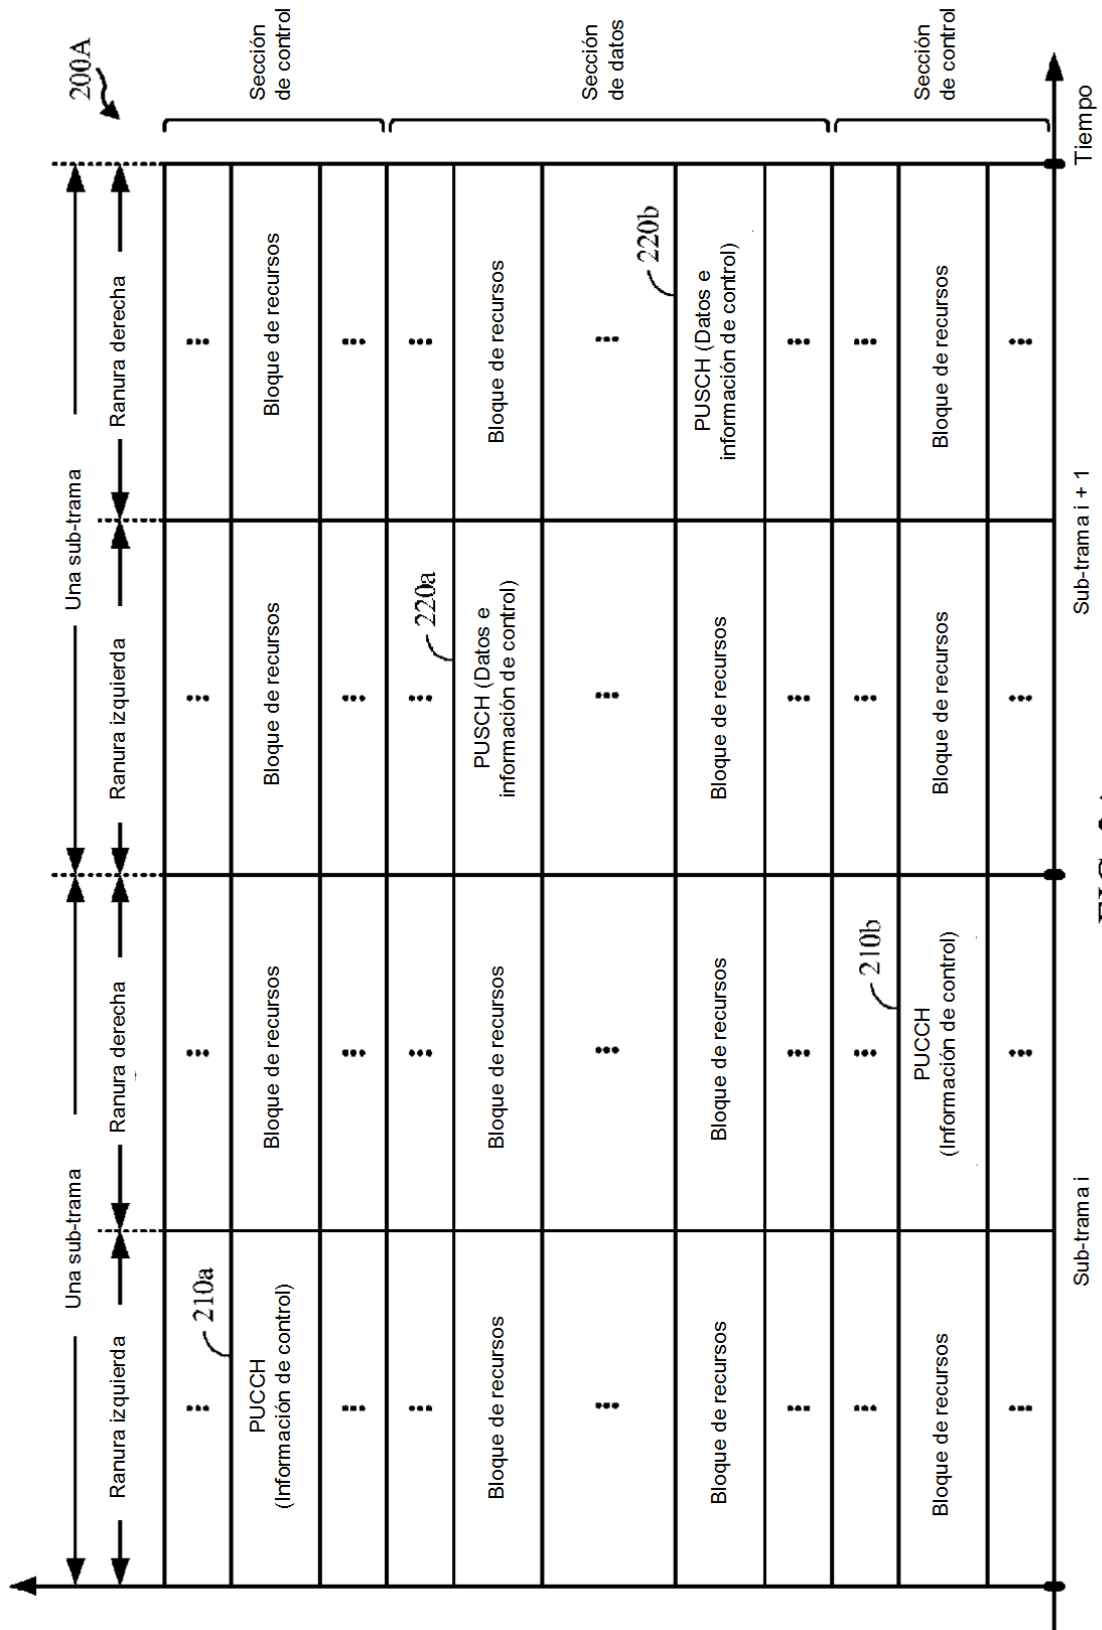 200A
Una sub-trama
Una sub-trama
Ranura izquierda
Ranura derecha
Ranura izquierda
Ranura derecha
...
...
...
...
210a
PUCCH
(Información de control)
Bloque de recursos
Bloque de recursos
Bloque de recursos
Sección
de control
...
...
...
...
...
...
...
...
220a
Bloque de recursos
Bloque de recursos
PUSCH (Datos e
información de control)
Bloque de recursos
...
...
...
...
Sección
de datos
220b
Bloque de recursos
Bloque de recursos
Bloque de recursos
PUSCH (Datos e
información de control)
...
...
...
...
...
...
...
...
210b
Bloque de recursos
PUCCH
(Información de control)
Bloque de recursos
Bloque de recursos
Sección
de control
...
...
...
...
Sub-trama i
Sub-trama i + 1
Tiempo